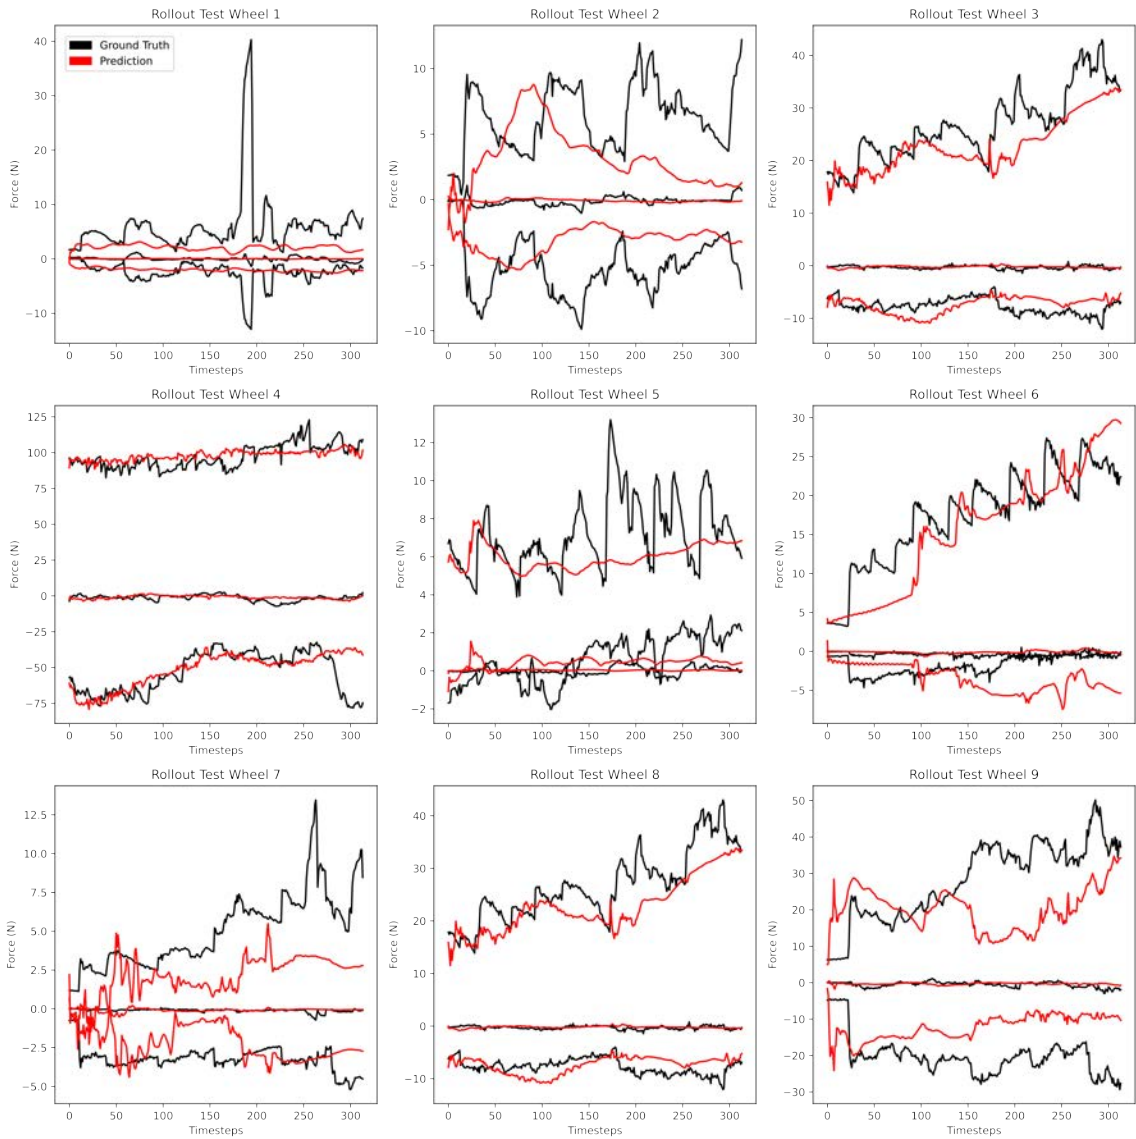 Rollout Test Wheel 1
Rollout Test Wheel 2
Rollout Test Wheel 3
Ground Truth
Prediction
40
30
20
10
0
−10
Force (N)
0 50 100 150 200 250 300
Timesteps
10
5
0
−5
−10
Force (N)
0 50 100 150 200 250 300
Timesteps
40
30
20
10
0
−10
Force (N)
0 50 100 150 200 250 300
Timesteps
Rollout Test Wheel 4
Rollout Test Wheel 5
Rollout Test Wheel 6
125
100
75
50
25
0
−25
−50
−75
Force (N)
0 50 100 150 200 250 300
Timesteps
12
10
8
6
4
2
0
−2
Force (N)
0 50 100 150 200 250 300
Timesteps
30
25
20
15
10
5
0
−5
Force (N)
0 50 100 150 200 250 300
Timesteps
Rollout Test Wheel 7
Rollout Test Wheel 8
Rollout Test Wheel 9
12.5
10.0
7.5
5.0
2.5
0.0
−2.5
−5.0
Force (N)
0 50 100 150 200 250 300
Timesteps
40
30
20
10
0
−10
Force (N)
0 50 100 150 200 250 300
Timesteps
50
40
30
20
10
0
−10
−20
−30
Force (N)
0 50 100 150 200 250 300
Timesteps